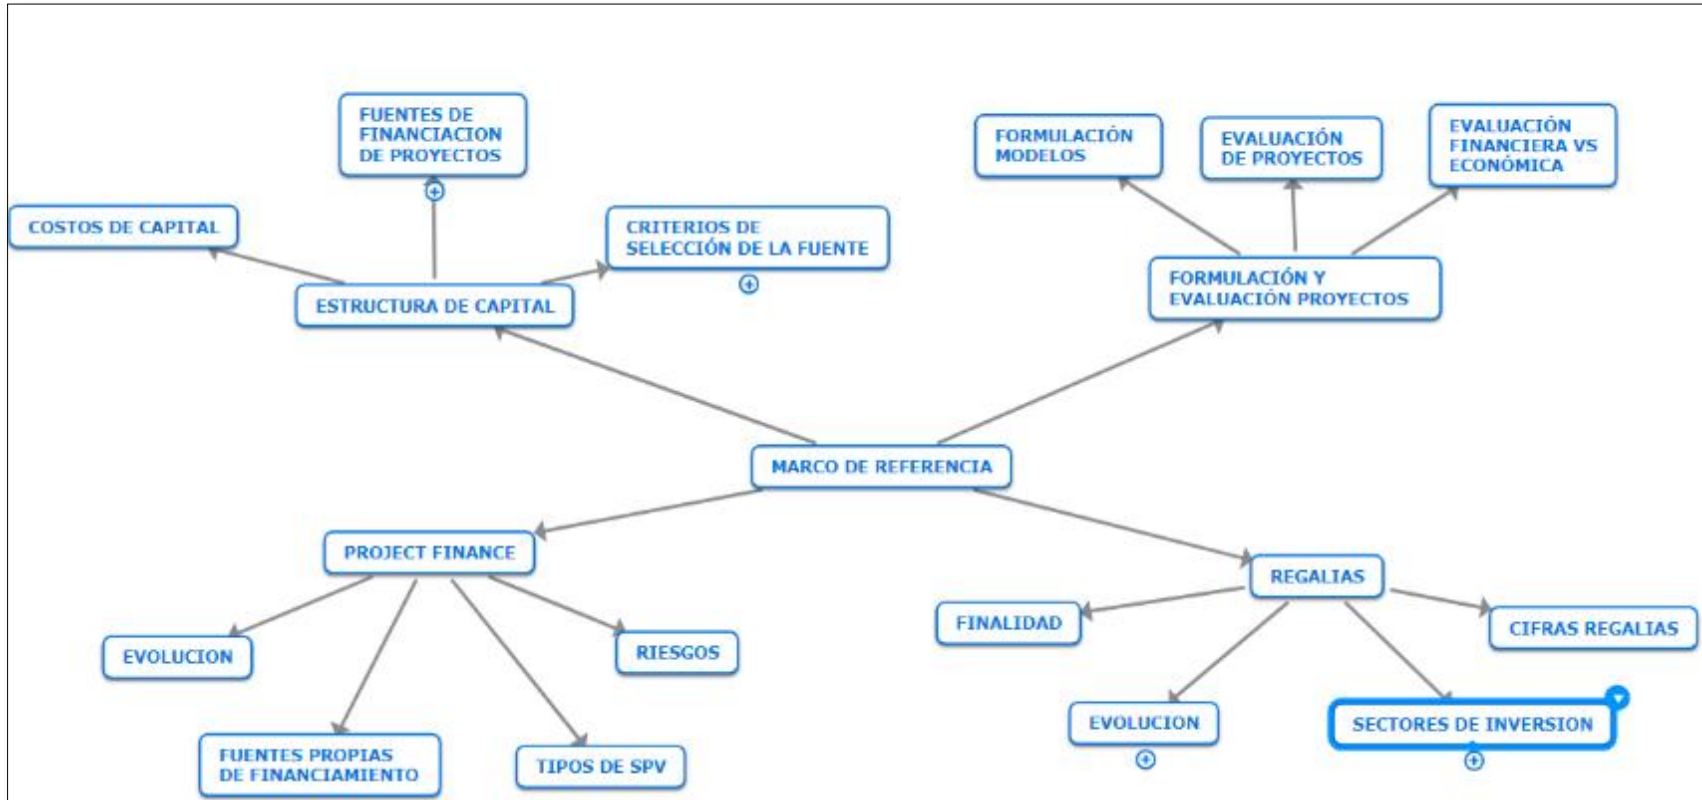 FUENTES DE
FINANCIACION
DE PROYECTOS
COSTOS DE CAPITAL
CRITERIOS DE
SELECCIÓN DE LA FUENTE
ESTRUCTURA DE CAPITAL
FORMULACIÓN
MODELOS
EVALUACIÓN
DE PROYECTOS
EVALUACIÓN
FINANCIERA VS
ECONÓMICA
FORMULACIÓN Y
EVALUACIÓN PROYECTOS
MARCO DE REFERENCIA
PROJECT FINANCE
EVOLUCION
RIESGOS
FUENTES PROPIAS
DE FINANCIAMIENTO
TIPOS DE SPV
REGALIAS
FINALIDAD
CIFRAS REGALIAS
EVOLUCION
SECTORES DE INVERSION